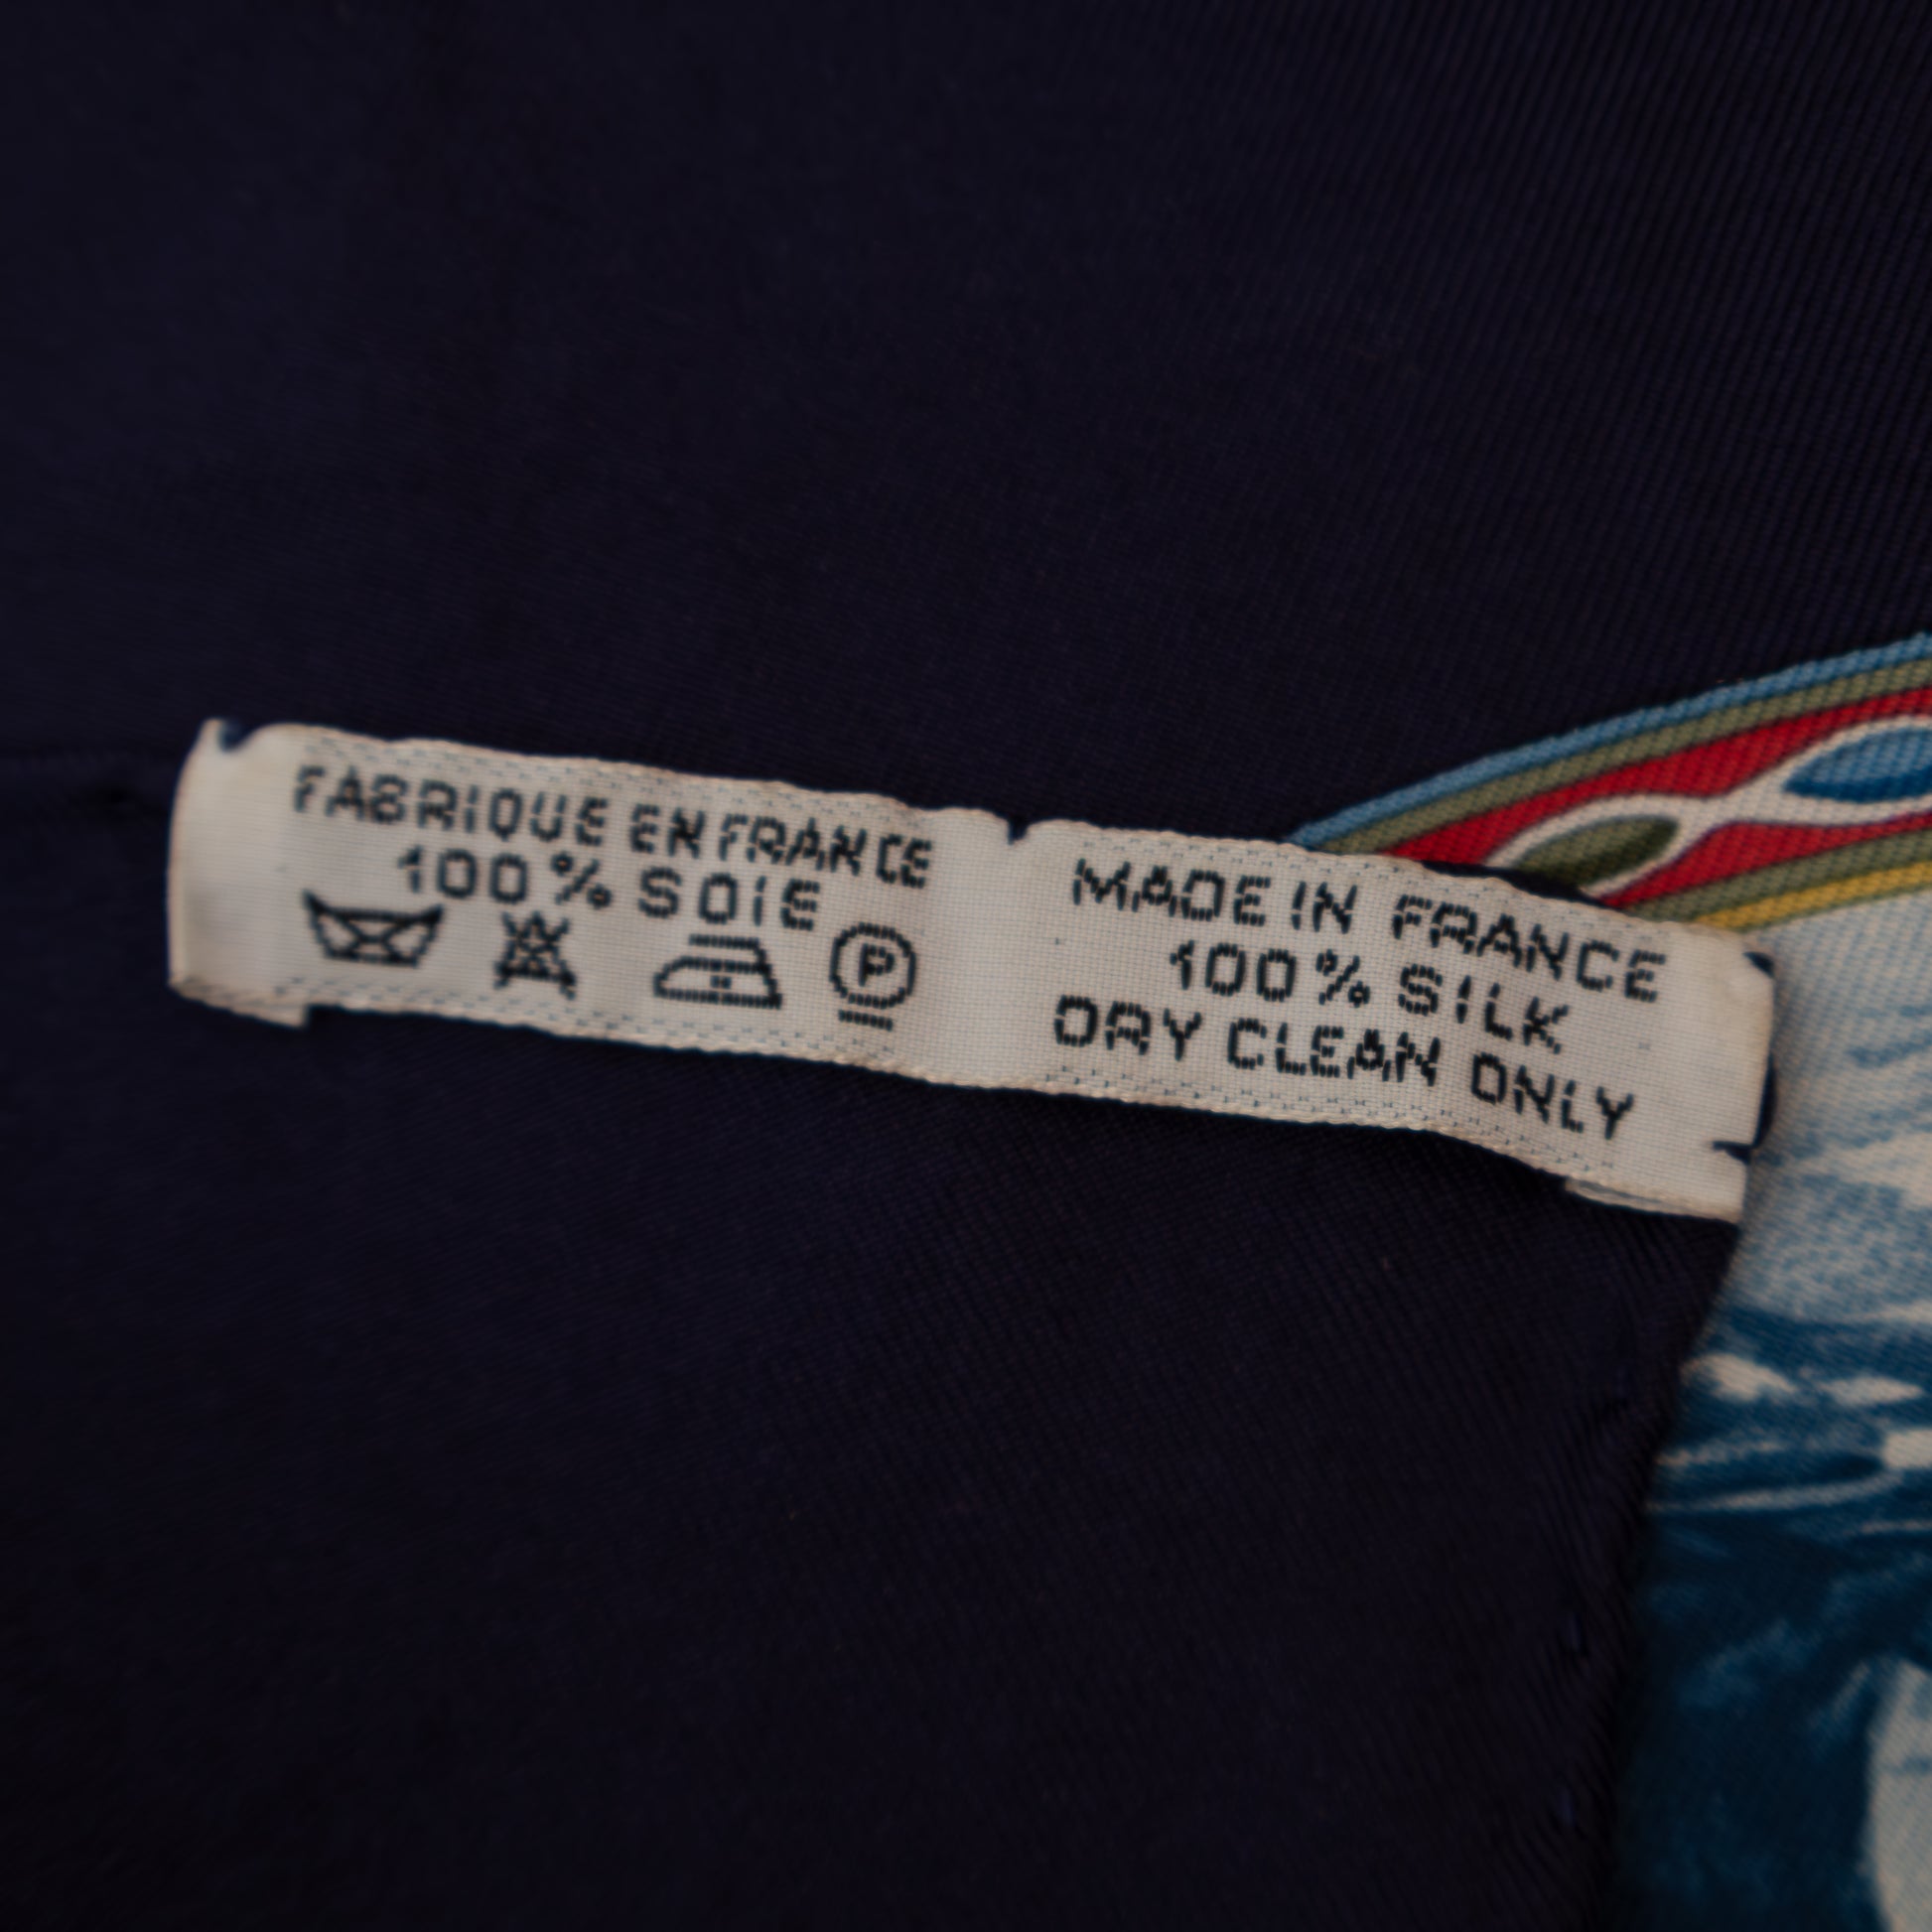 FABRIQUE EN FRANCE
100 % SOIE
P
MADE IN FRANCE
100 % SILK
DRY CLEAN ONLY